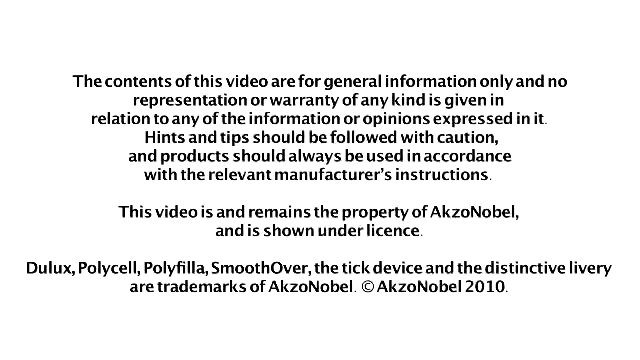 The contents of this video are for general information only and no
representation or warranty of any kind is given in
relation to any of the information or opinions expressed in it.
Hints and tips should be followed with caution,
and products should always be used in accordance
with the relevant manufacturer's instructions.
This video is and remains the property of AkzoNobel,
and is shown under licence.
Dulux, Polycell, Polyfilla, SmoothOver, the tick device and the distinctive livery
are trademarks of AkzoNobel. © AkzoNobel 2010.